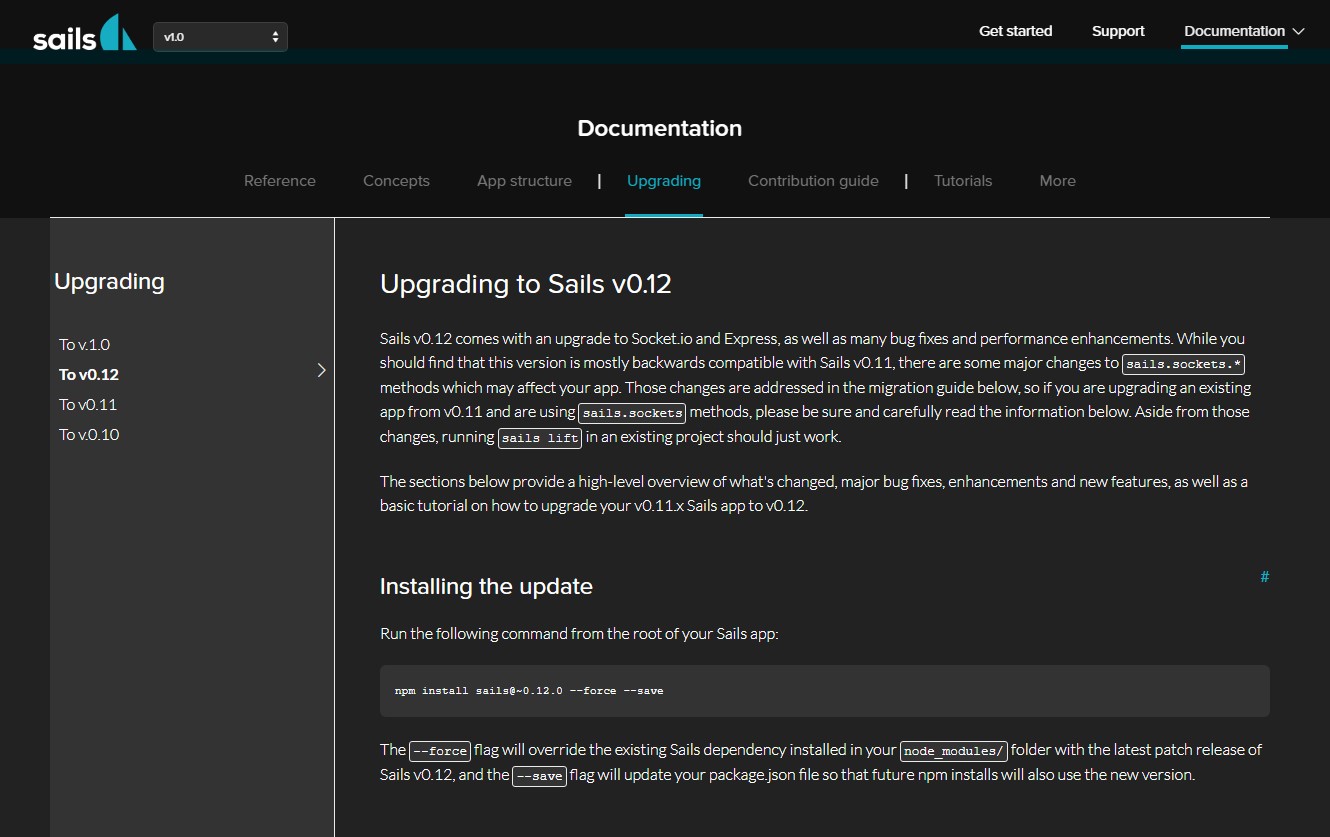 sails
v1.0
Get started
Support
Documentation
Documentation
Reference
Concepts
App structure
|
Upgrading
Contribution guide
|
Tutorials
More
Upgrading
To v.1.0
To v0.12
To v0.11
To v.0.10
Upgrading to Sails v0.12
Sails v0.12 comes with an upgrade to Socket.io and Express, as well as many bug fixes and performance enhancements. While you
should find that this version is mostly backwards compatible with Sails v0.11, there are some major changes to sails.sockets.*
methods which may affect your app. Those changes are addressed in the migration guide below, so if you are upgrading an existing
app from v0.11 and are using sails.sockets methods, please be sure and carefully read the information below. Aside from those
changes, running sails lift in an existing project should just work.
The sections below provide a high-level overview of what's changed, major bug fixes, enhancements and new features, as well as a
basic tutorial on how to upgrade your v0.11.x Sails app to v0.12.
Installing the update
#
Run the following command from the root of your Sails app:
npm install sails@~0.12.0 --force --save
The --force flag will override the existing Sails dependency installed in your node_modules/ folder with the latest patch release of
Sails v0.12, and the --save flag will update your package.json file so that future npm installs will also use the new version.